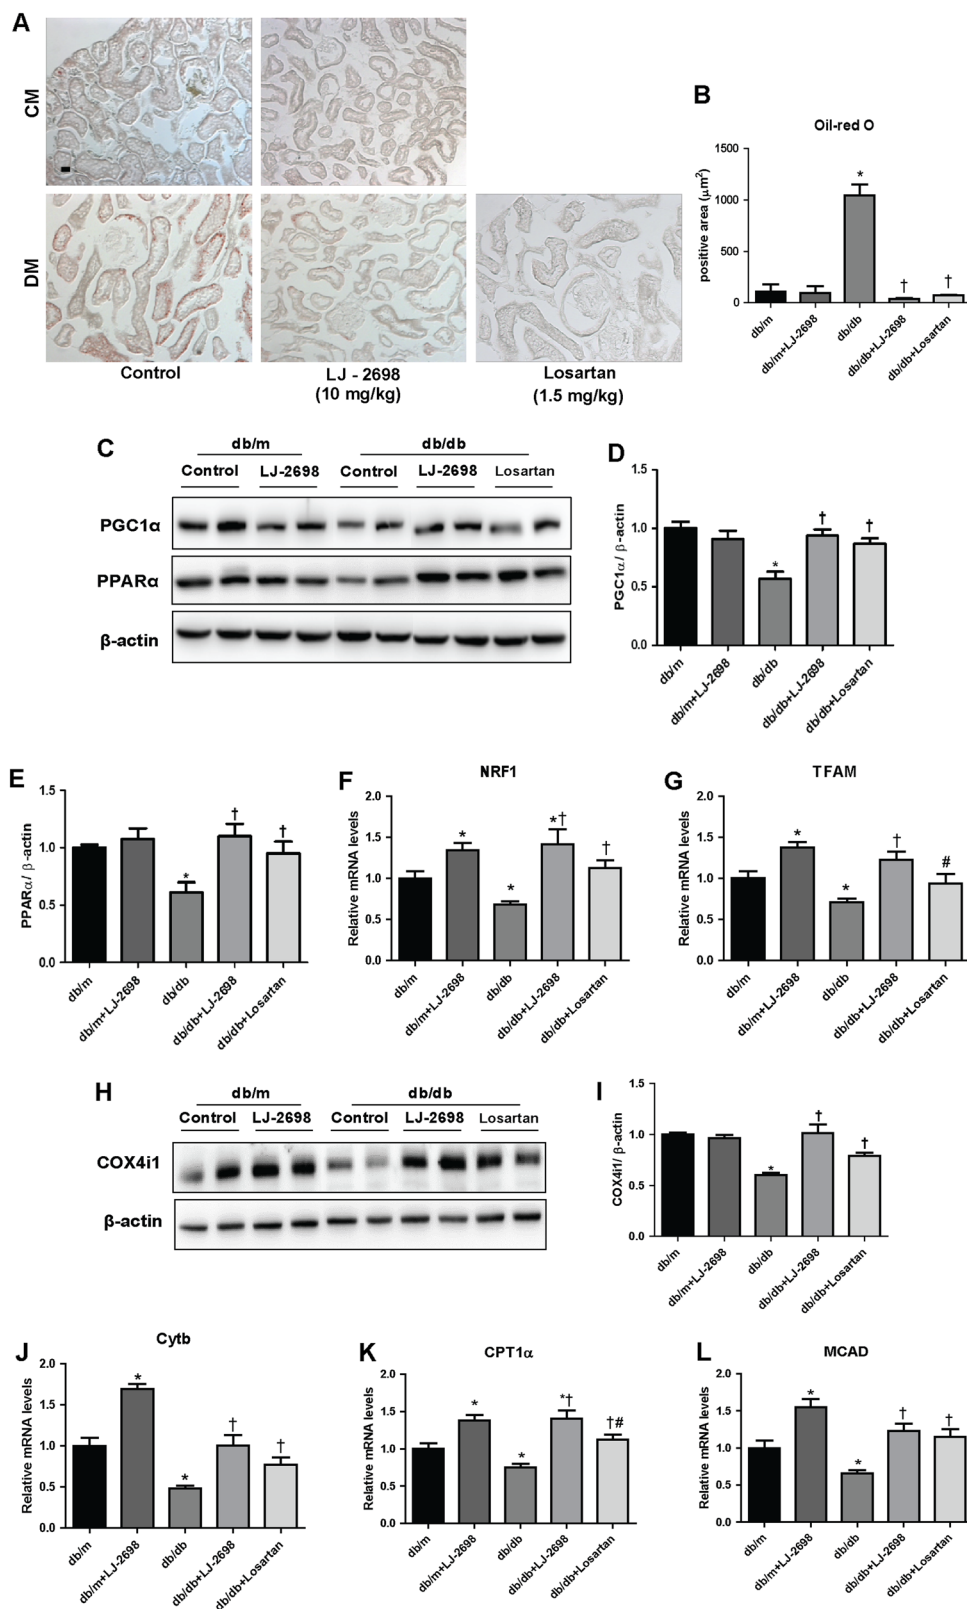 A
CM
DM
Control
LJ - 2698
(10 mg/kg)
Losartan
(1.5 mg/kg)
B
Oil-red O
positive area (μm²)
1500
1000
500
0
*
†
†
db/m
db/m+LJ-2698
db/db
db/db+LJ-2698
db/db+Losartan
C
db/m
db/db
Control
LJ-2698
Control
LJ-2698
Losartan
PGC1α
PPARα
β-actin
D
PGC1α/ β-actin
1.5
1.0
0.5
0.0
*
†
†
db/m
db/m+LJ-2698
db/db
db/db+LJ-2698
db/db+Losartan
E
PPARα/ β-actin
1.5
1.0
0.5
0.0
*
†
†
db/m
db/m+LJ-2698
db/db
db/db+LJ-2698
db/db+Losartan
F
NRF1
Relative mRNA levels
2.0
1.5
1.0
0.5
0.0
*
*
*†
†
db/m
db/m+LJ-2698
db/db
db/db+LJ-2698
db/db+Losartan
G
TFAM
Relative mRNA levels
2.0
1.5
1.0
0.5
0.0
*
*
†
#
db/m
db/m+LJ-2698
db/db
db/db+LJ-2698
db/db+Losartan
H
db/m
db/db
Control
LJ-2698
Control
LJ-2698
Losartan
COX4i1
β-actin
I
COX4i1/ β-actin
1.5
1.0
0.5
0.0
*
†
†
db/m
db/m+LJ-2698
db/db
db/db+LJ-2698
db/db+Losartan
J
Cytb
Relative mRNA levels
2.0
1.5
1.0
0.5
0.0
*
*
†
†
db/m
db/m+LJ-2698
db/db
db/db+LJ-2698
db/db+Losartan
K
CPT1α
Relative mRNA levels
2.0
1.5
1.0
0.5
0.0
*
*
*†
†#
db/m
db/m+LJ-2698
db/db
db/db+LJ-2698
db/db+Losartan
L
MCAD
Relative mRNA levels
2.0
1.5
1.0
0.5
0.0
*
*
†
†
db/m
db/m+LJ-2698
db/db
db/db+LJ-2698
db/db+Losartan